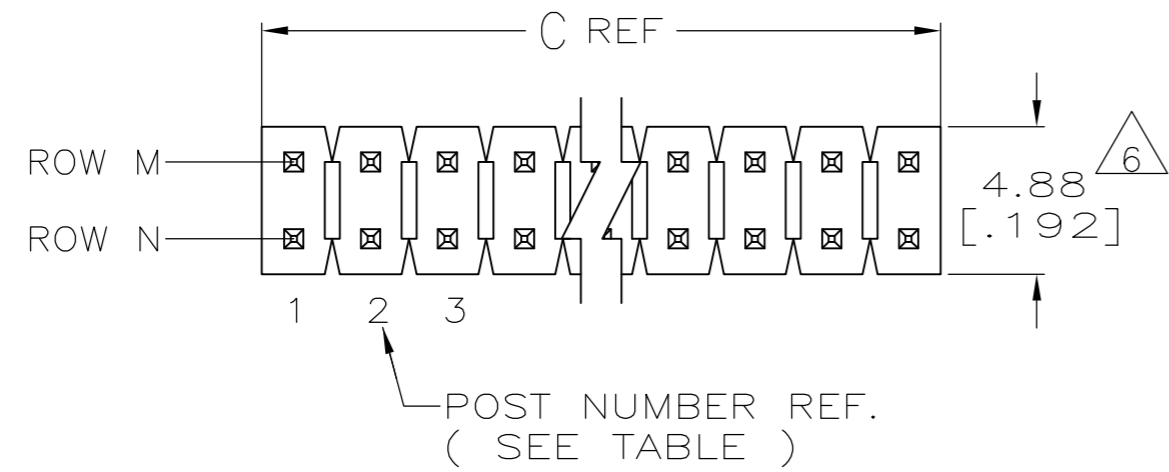 C REF
ROW M
6
4.88
[.192]
ROW N
1 2 3
POST NUMBER REF.
( SEE TABLE )